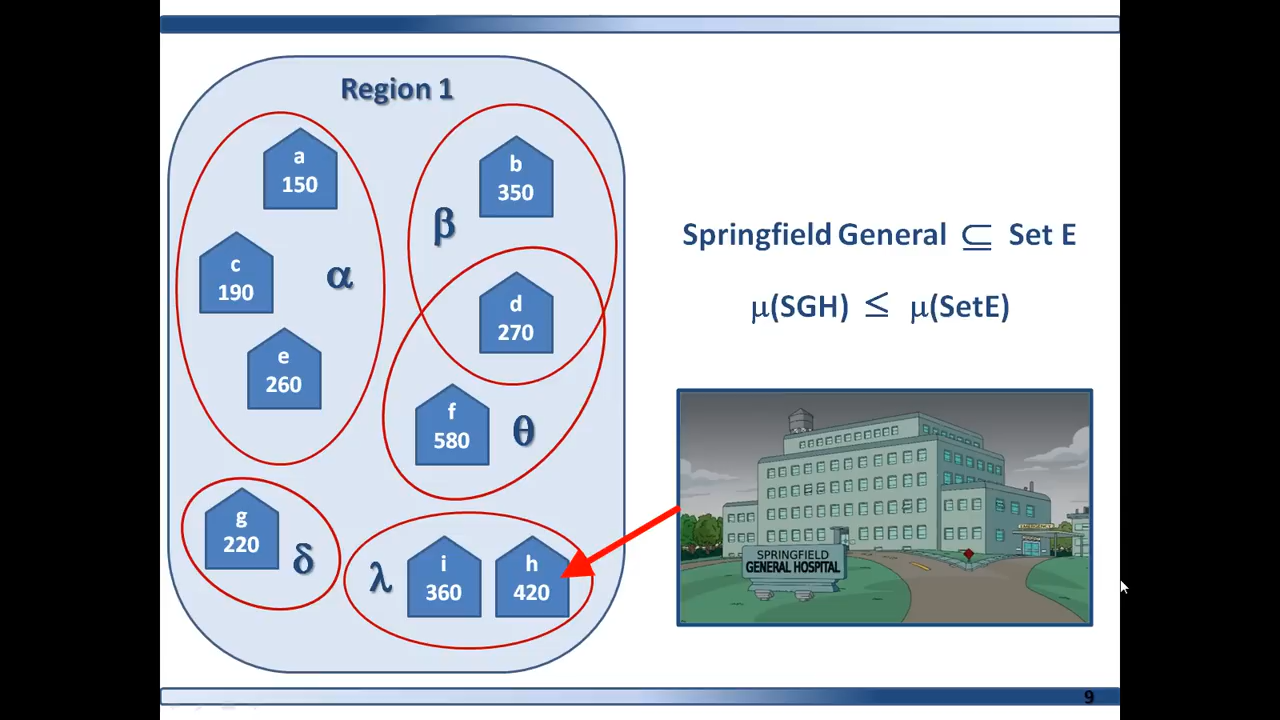 Region 1
a
150
b
350
β
c
190
α
d
270
e
260
f
580
θ
g
220
δ
λ
i
360
h
420
Springfield General ⊆ Set E
μ(SGH) ≤ μ(SetE)
SPRINGFIELD
GENERAL HOSPITAL
EMERGENCY
9